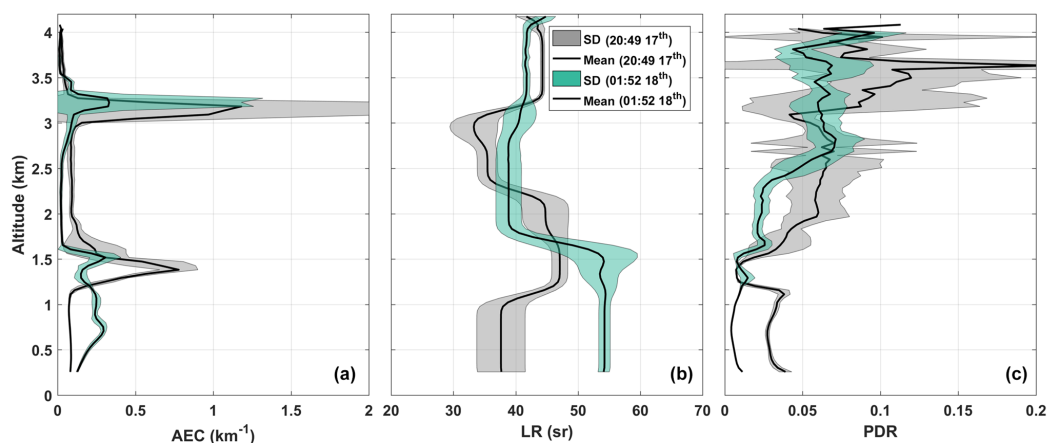 4
3.5
3
2.5
2
1.5
1
0.5
0
Altitude (km)
0 0.5 1 1.5 2
AEC (km⁻¹)
(a)
SD (20:49 17ᵗʰ)
Mean (20:49 17ᵗʰ)
SD (01:52 18ᵗʰ)
Mean (01:52 18ᵗʰ)
20 30 40 50 60 70
LR (sr)
(b)
0 0.05 0.1 0.15 0.2
PDR
(c)